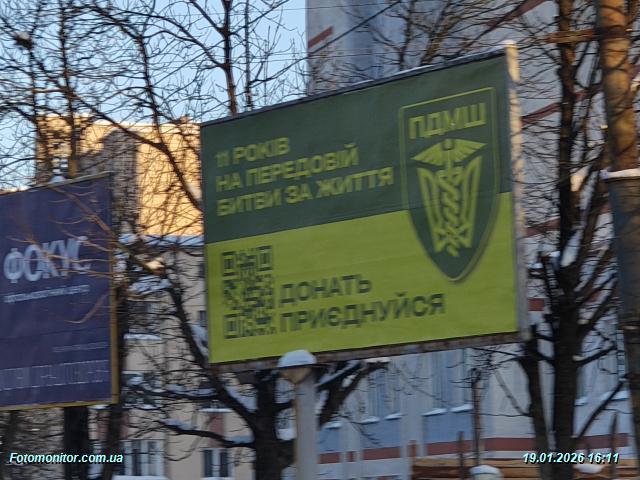 11 РОКІВ
НА ПЕРЕДОВІЙ
БИТВИ ЗА ЖИТТЯ
ПДМШ
ДОНАТЬ
ПРИЄДНУЙСЯ
ФОКУС
Fotomonitor.com.ua
19.01.2026 16:11